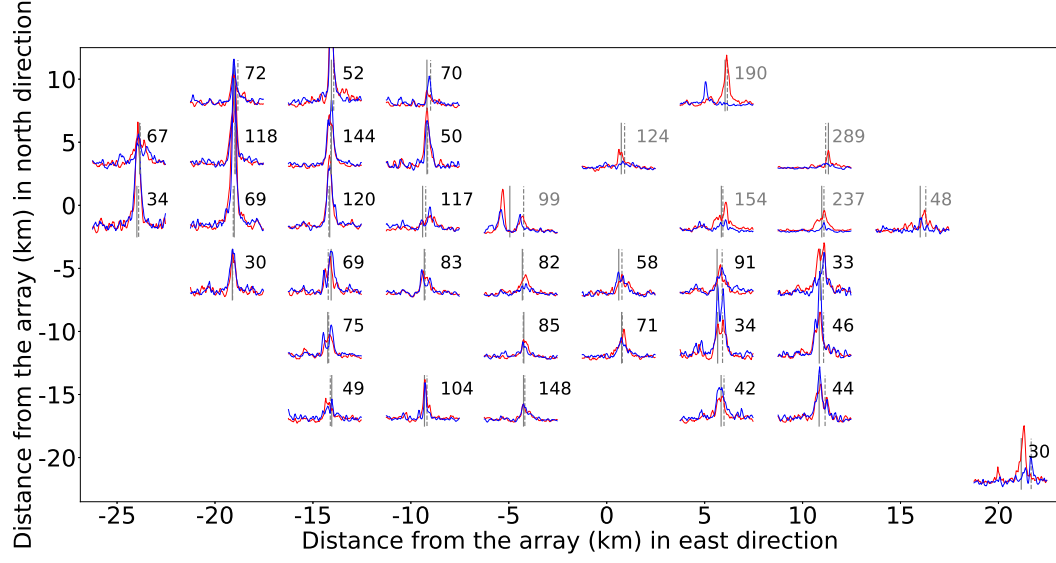 Distance from the array (km) in north direction
10
5
0
-5
-10
-15
-20
72 52 70 190
67 118 144 50 124 289
34 69 120 117 99 154 237 48
30 69 83 82 58 91 33
75 85 71 34 46
49 104 148 42 44
30
-25 -20 -15 -10 -5 0 5 10 15 20
Distance from the array (km) in east direction